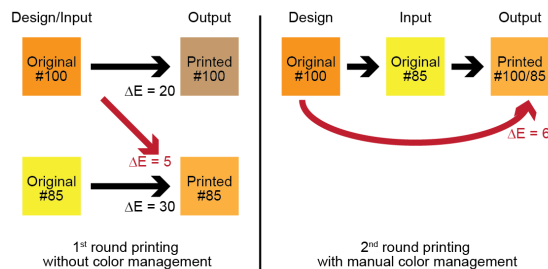 Design/Input
Output
Original
#100
Printed
#100
ΔE = 20
ΔE = 5
Original
#85
Printed
#85
ΔE = 30
1st round printing
without color management
Design
Input
Output
Original
#100
Original
#85
Printed
#100/85
ΔE = 6
2nd round printing
with manual color management